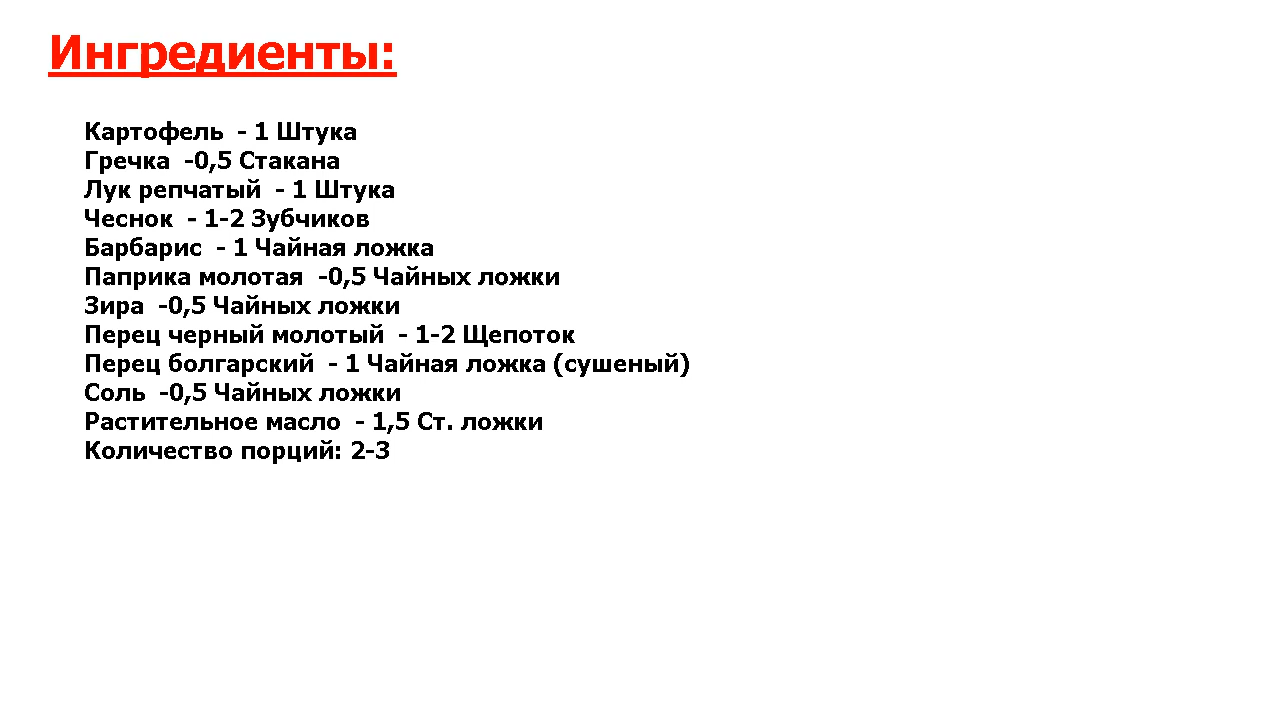 Ингредиенты:
Картофель - 1 Штука
Гречка -0,5 Стакана
Лук репчатый - 1 Штука
Чеснок - 1-2 Зубчиков
Барбарис - 1 Чайная ложка
Паприка молотая -0,5 Чайных ложки
Зира -0,5 Чайных ложки
Перец черный молотый - 1-2 Щепоток
Перец болгарский - 1 Чайная ложка (сушеный)
Соль -0,5 Чайных ложки
Растительное масло - 1,5 Ст. ложки
Количество порций: 2-3